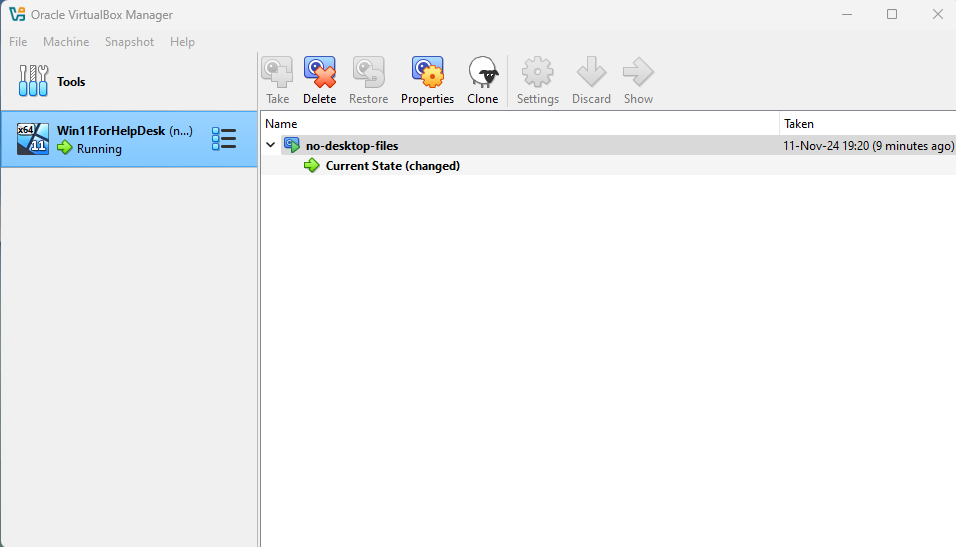 Oracle VirtualBox Manager
File Machine Snapshot Help
Tools
Take Delete Restore Properties Clone Settings Discard Show
x64 11 Win11ForHelpDesk (n...)
Running
Name Taken
no-desktop-files 11-Nov-24 19:20 (9 minutes ago)
Current State (changed)